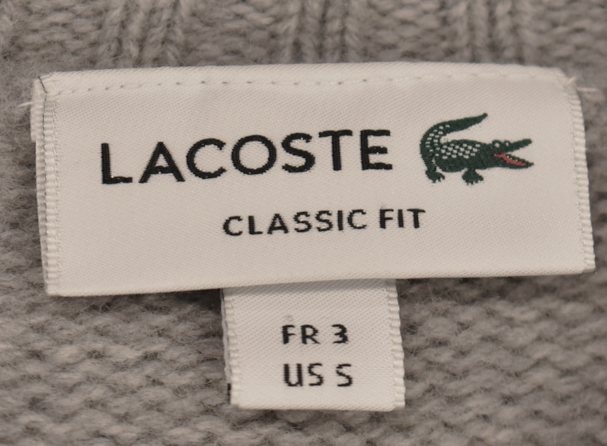 LACOSTE
CLASSIC FIT
FR 3
US S